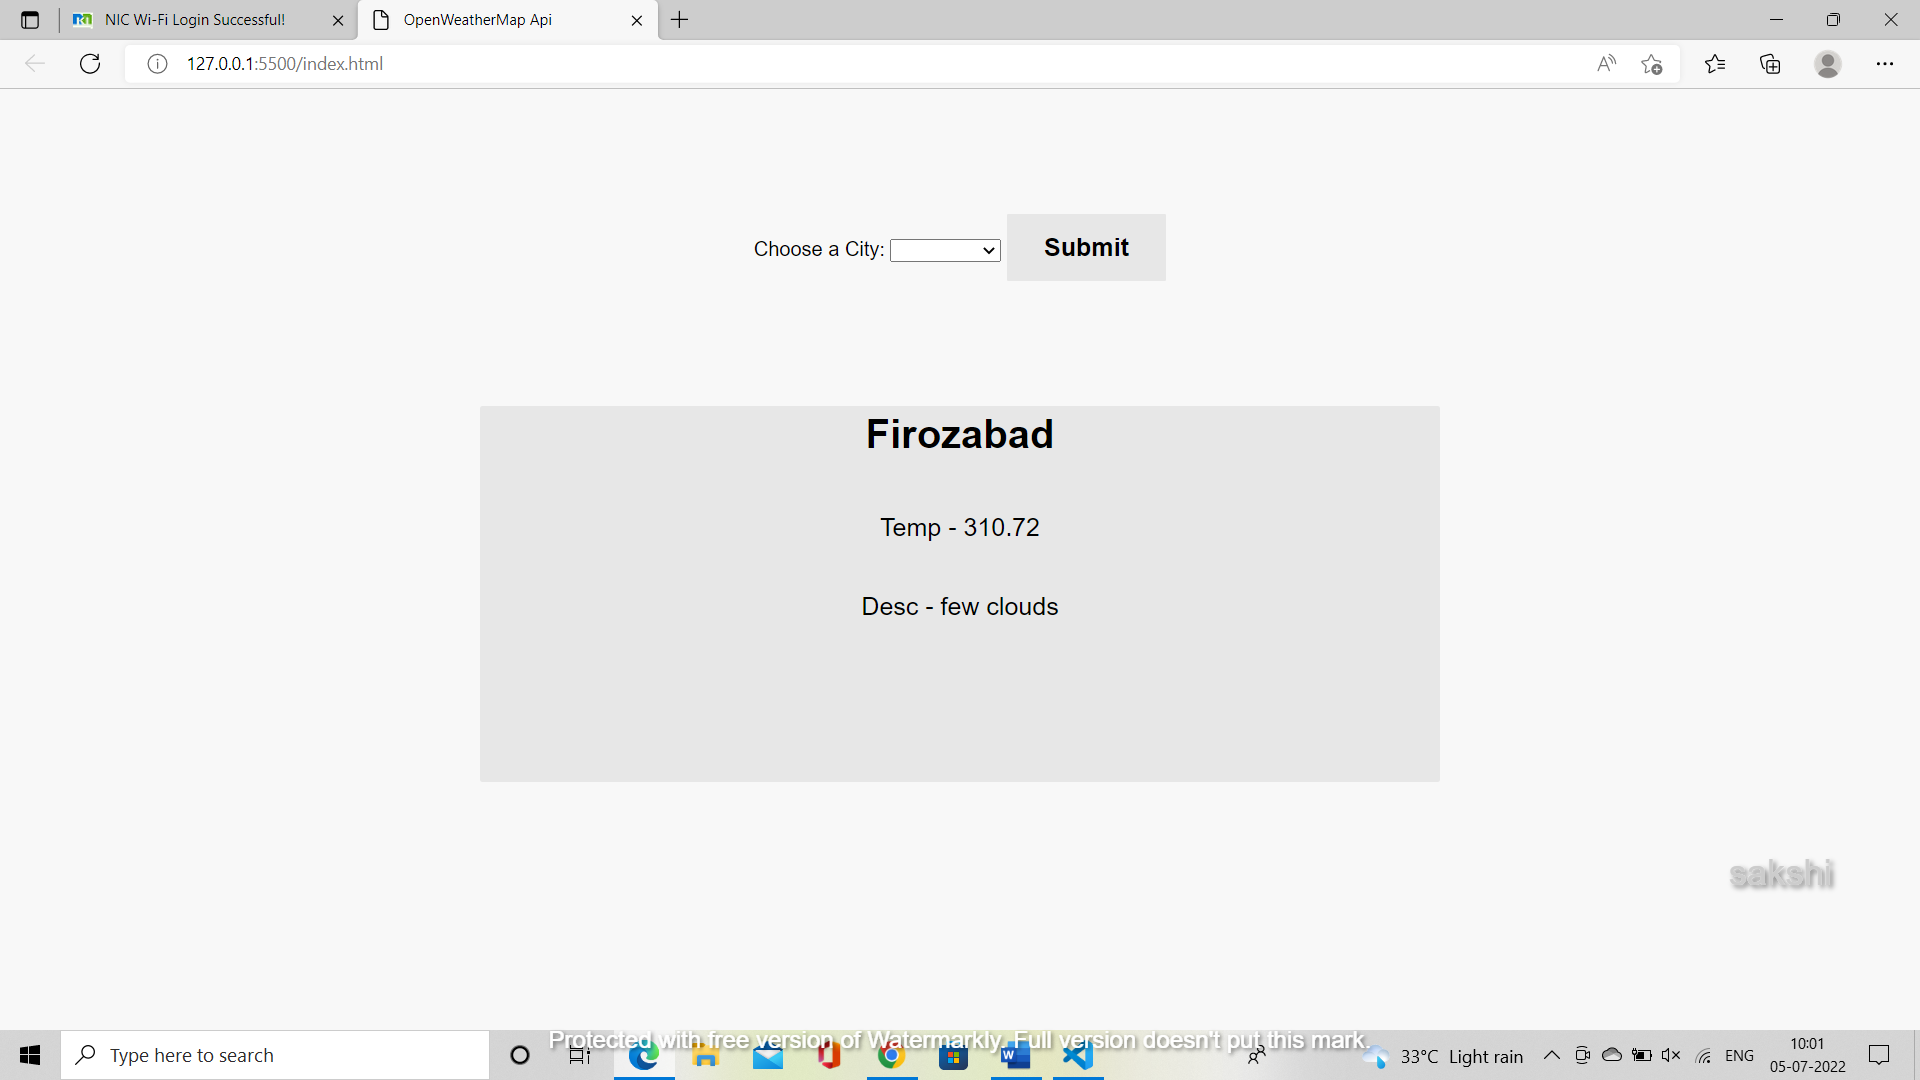 NIC Wi-Fi Login Successful!
OpenWeatherMap Api
127.0.0.1:5500/index.html
Choose a City:
Submit
Firozabad
Temp - 310.72
Desc - few clouds
sakshi
Protected with free version of Watermarkly. Full version doesn't put this mark.
Type here to search
33°C Light rain
ENG
10:01
05-07-2022